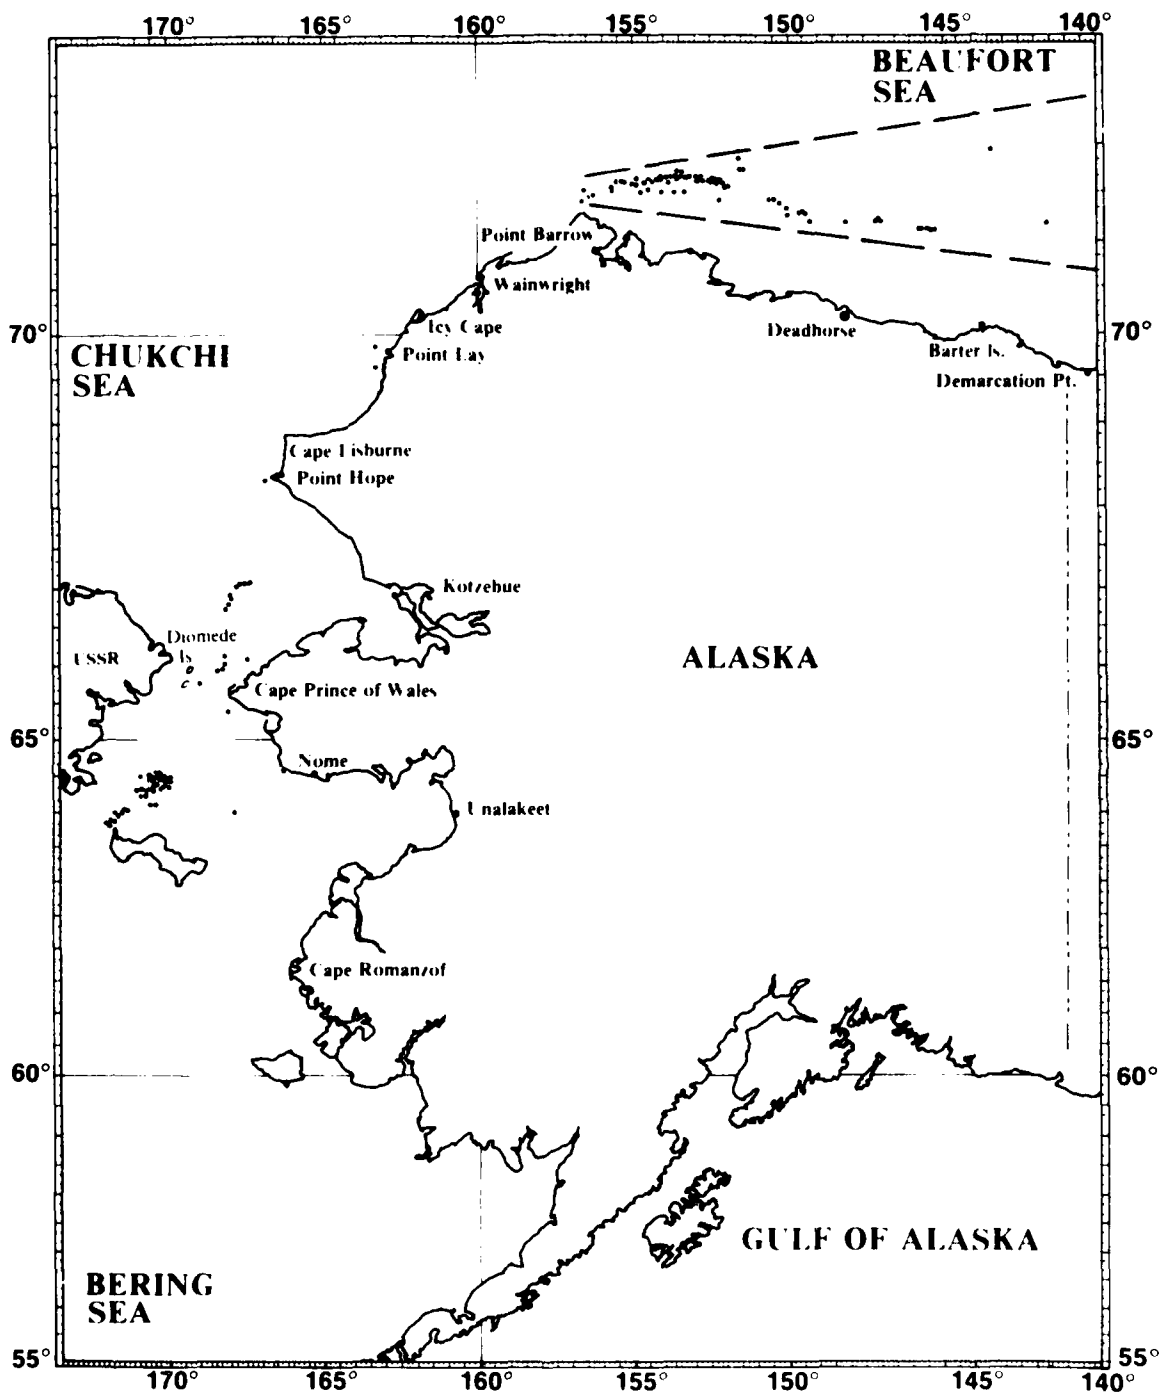 170° 165° 160° 155° 150° 145° 140°
BEAUFORT
SEA
Point Barrow
Wainwright
Icy Cape
70°
CHUKCHI
SEA
Point Lay
Deadhorse
Barter Is.
70°
Demarcation Pt.
Cape Lisburne
Point Hope
Kotzebue
Diomede
Is
USSR
ALASKA
Cape Prince of Wales
65°
65°
Nome
Unalakeet
Cape Romanzof
60°
60°
GULF OF ALASKA
BERING
SEA
55°
55°
170° 165° 160° 155° 150° 145° 140°